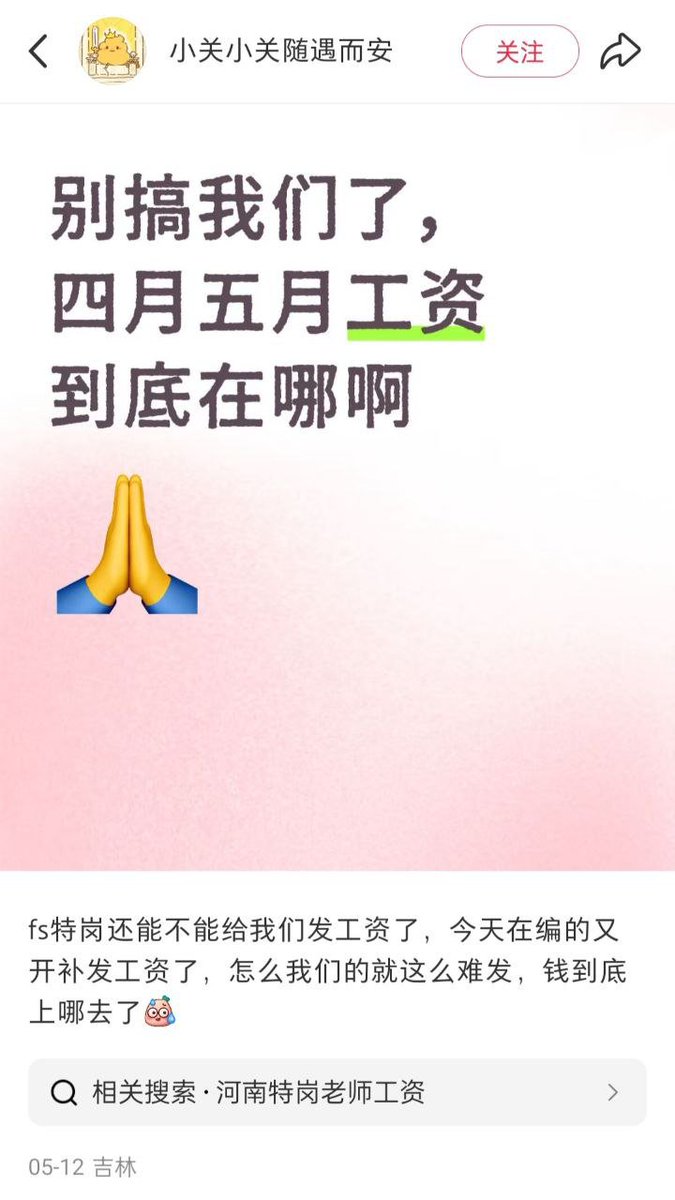 小关小关随遇而安
关注
别搞我们了，
四月五月工资
到底在哪啊
fs特岗还能不能给我们发工资了，今天在编的又
开补发工资了，怎么我们的就这么难发，钱到底
上哪去了
相关搜索·河南特岗老师工资
05-12 吉林